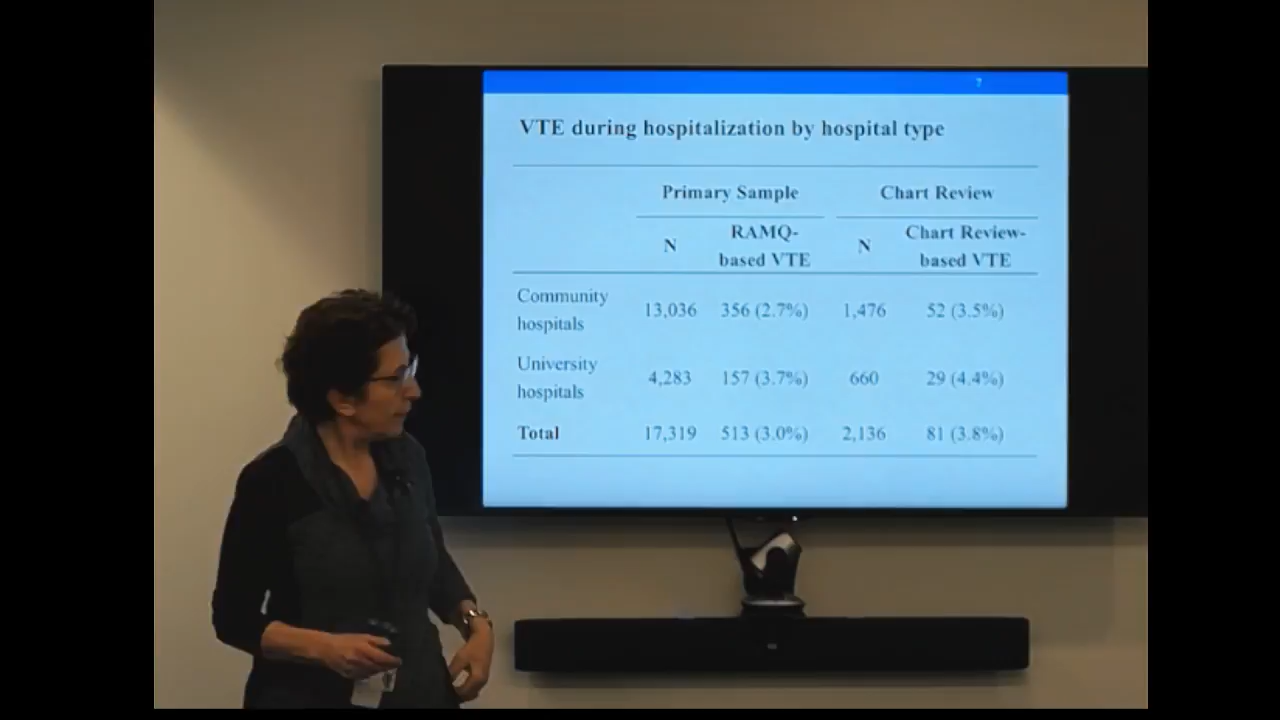 7
VTE during hospitalization by hospital type
Primary Sample Chart Review
N RAMQ-based VTE N Chart Review-based VTE
Community hospitals 13,036 356 (2.7%) 1,476 52 (3.5%)
University hospitals 4,283 157 (3.7%) 660 29 (4.4%)
Total 17,319 513 (3.0%) 2,136 81 (3.8%)